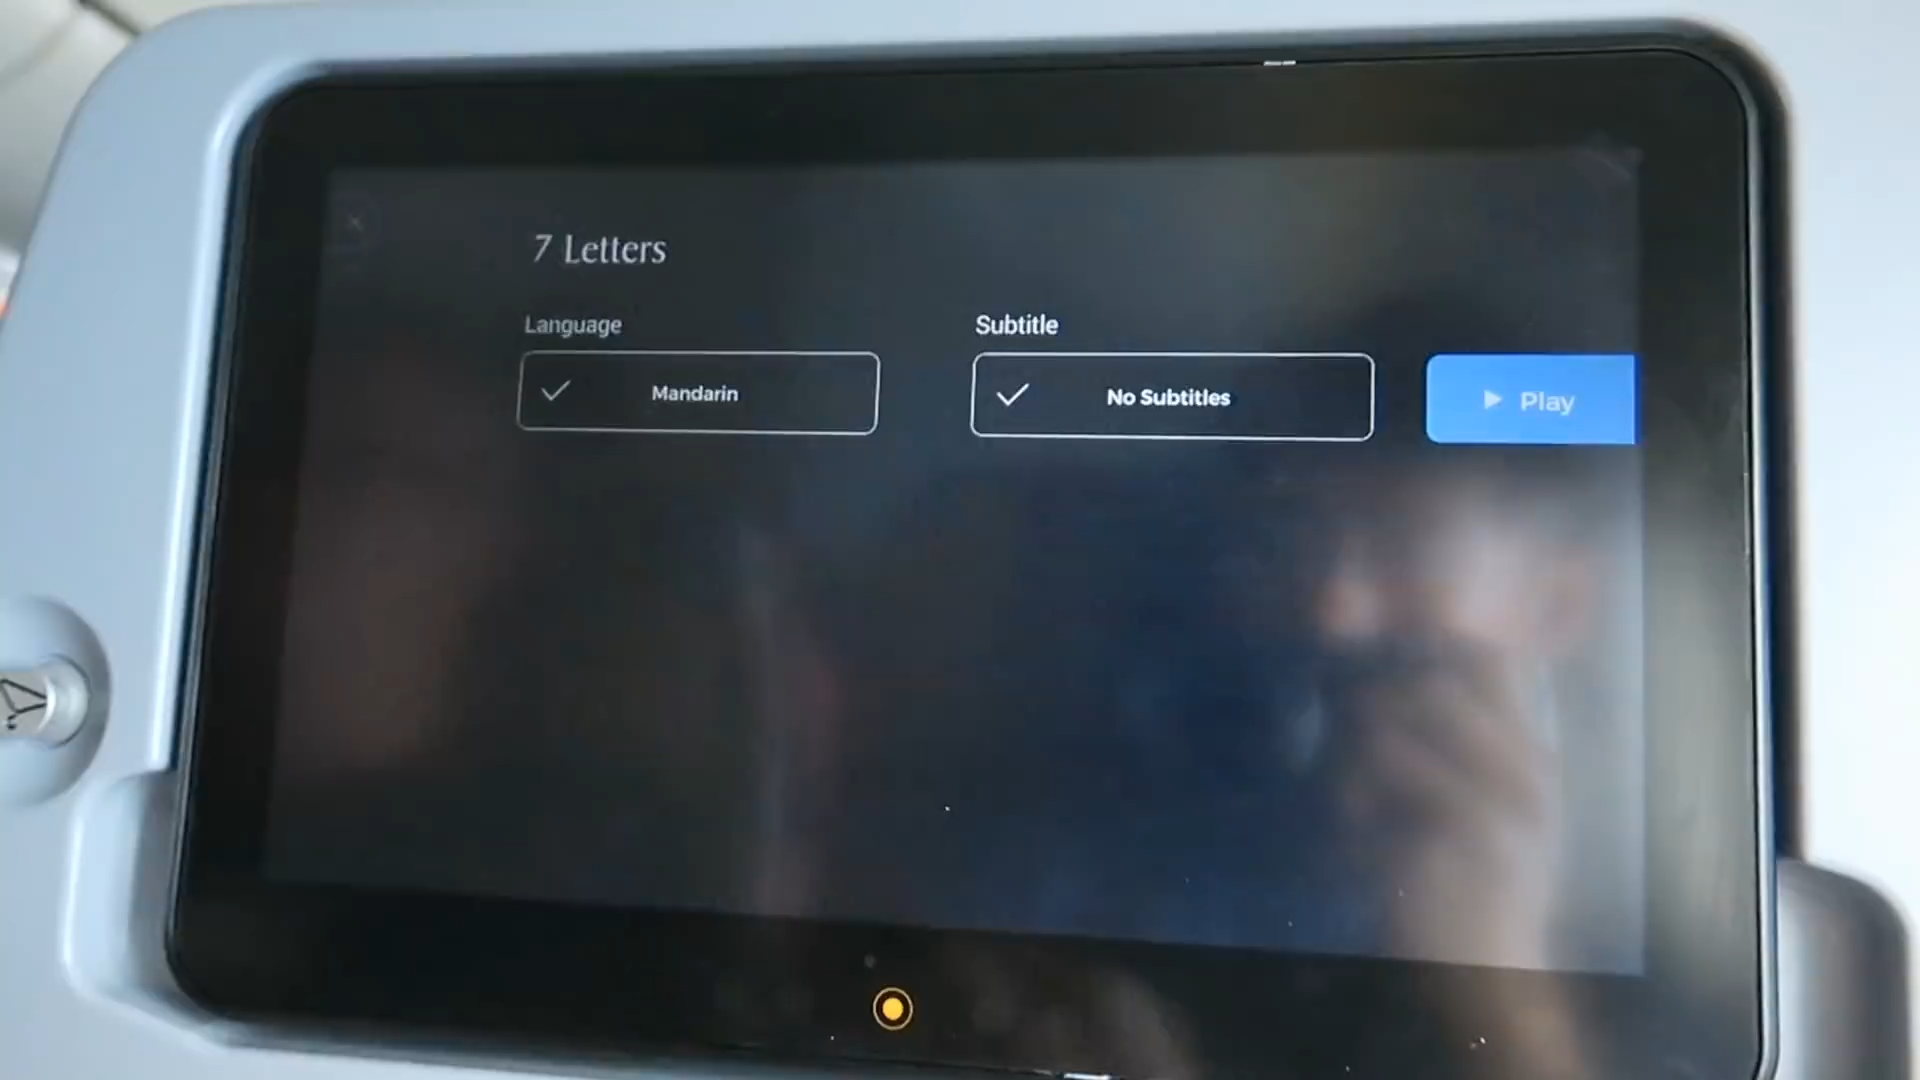 7 Letters
Language
Subtitle
Mandarin
No Subtitles
Play